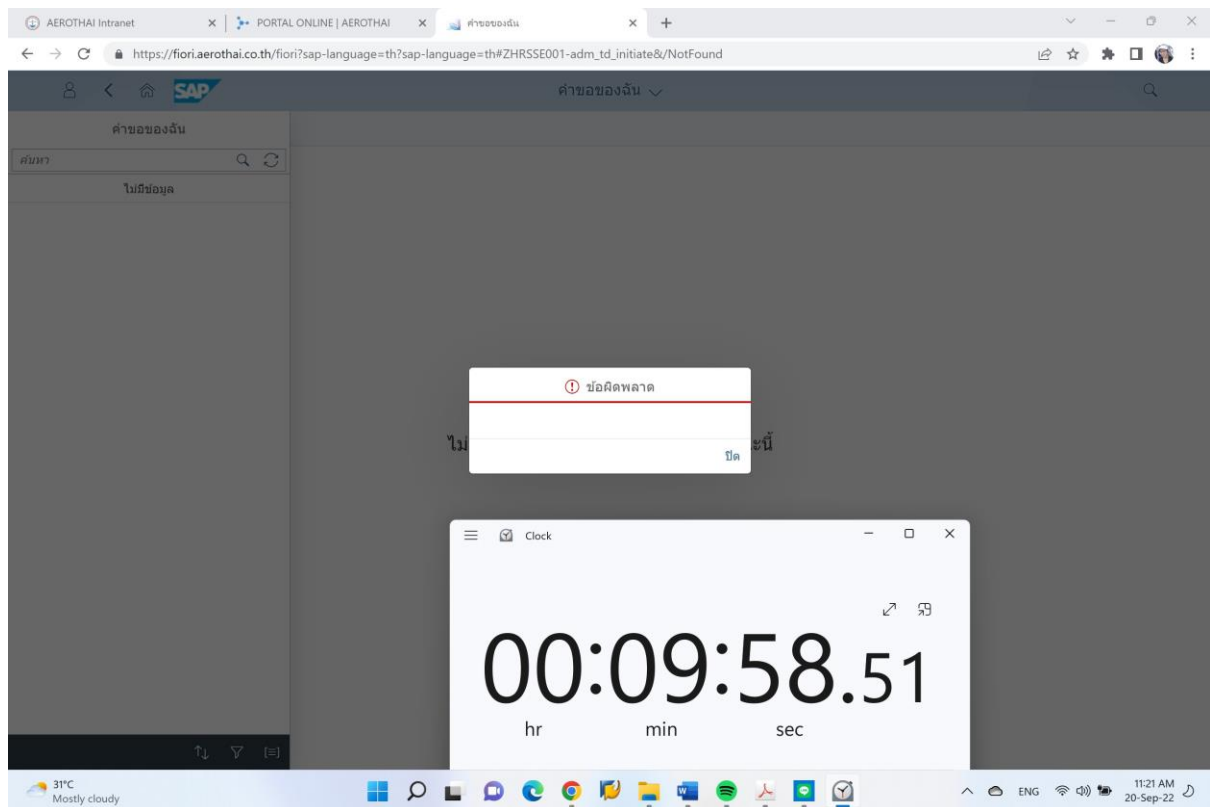 AEROTHAI Intranet
PORTAL ONLINE | AEROTHAI
คำขอของฉัน
https://fiori.aerothai.co.th/fiori?sap-language=th?sap-language=th#ZHRSSE001-adm_td_initiate&/NotFound
SAP
คำขอของฉัน
คำขอของฉัน
ค้นหา
ไม่มีข้อมูล
ข้อผิดพลาด
ไม่
ะนี้
ปิด
Clock
00:09:58.51
hr min sec
31°C
Mostly cloudy
ENG
11:21 AM
20-Sep-22